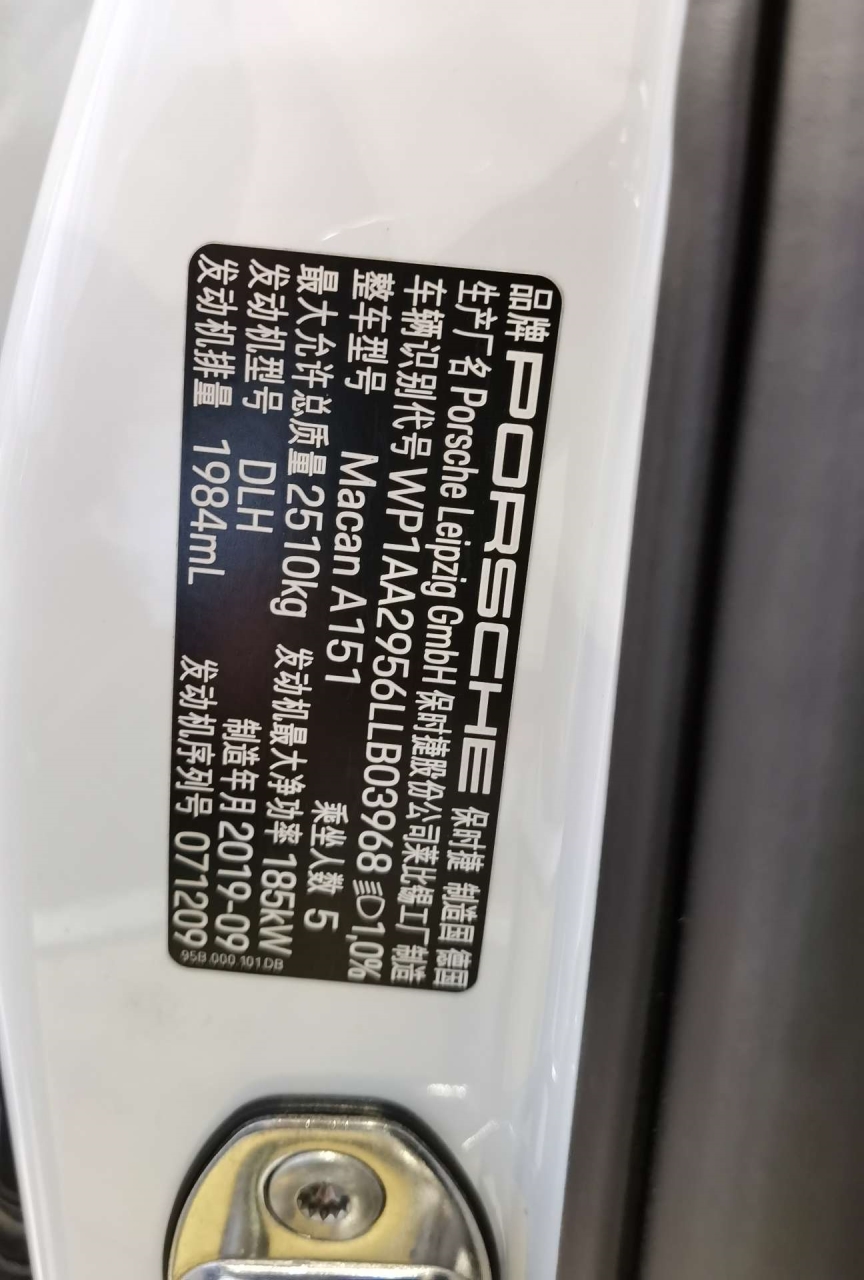 品牌 PORSCHE 保时捷 制造国 德国
生产厂名 Porsche Leipzig GmbH 保时捷股份公司莱比锡工厂制造
车辆识别代号 WP1AA2956LLB03968 1,0%
整车型号 Macan A151 乘坐人数 5
最大允许总质量 2510kg 发动机最大净功率 185kW
发动机型号 DLH 制造年月 2019-09
发动机排量 1984mL 发动机序列号 071209
95B.000.101.DB